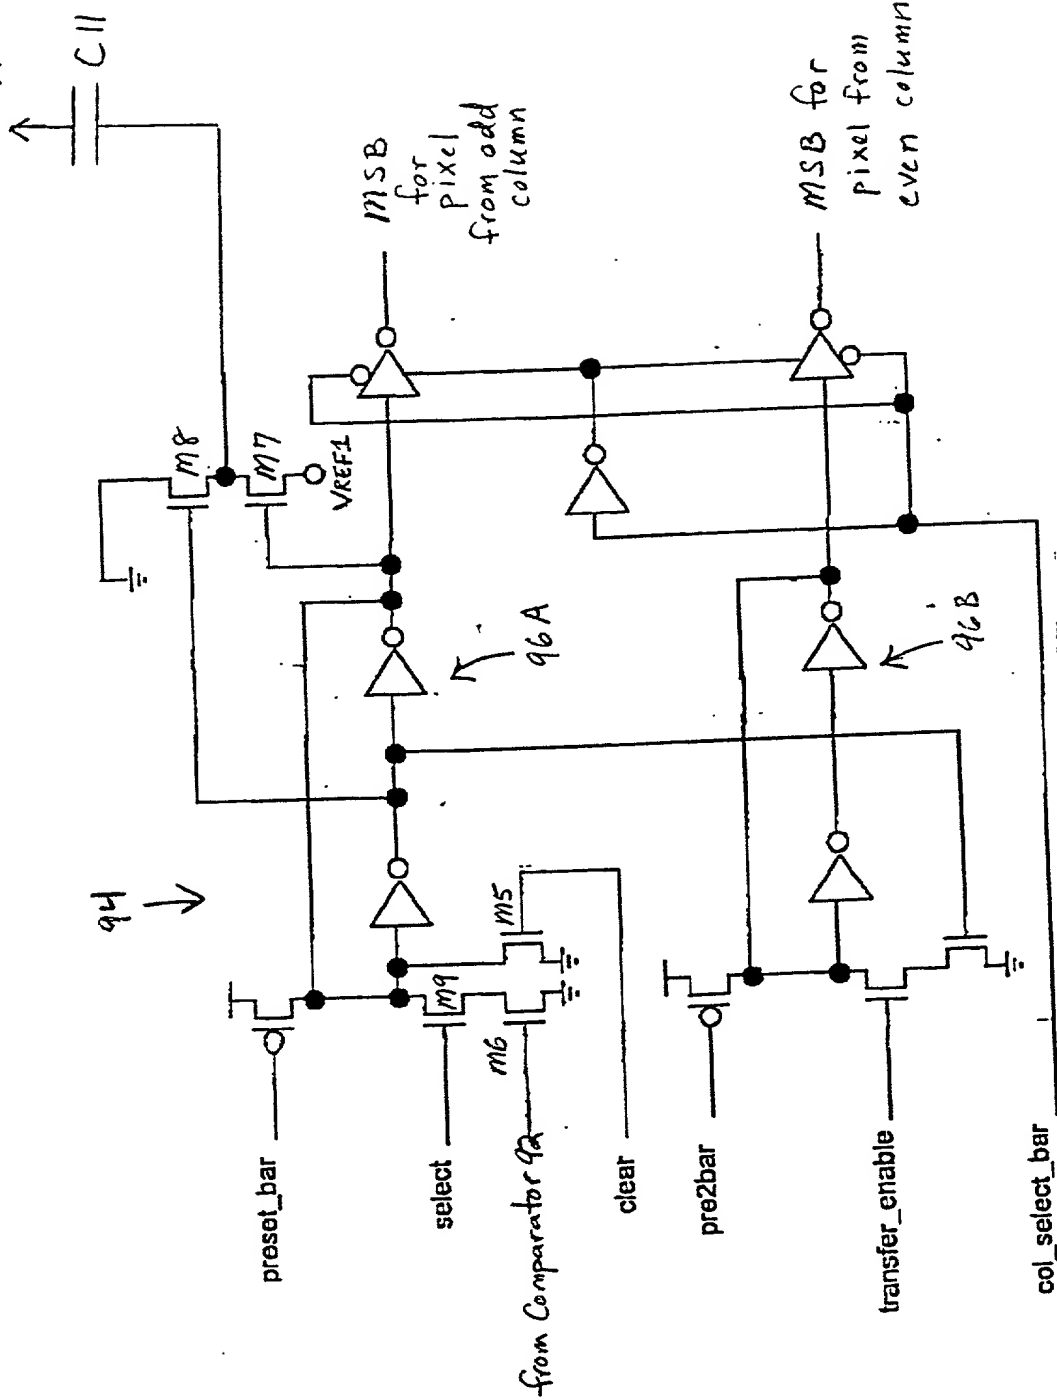 C11
94
M8
M7
VREF1
MSB
for
pixel
from odd
column
preset_bar
M9
M5
select
M6
from Comparator 92
clear
96A
MSB for
pixel from
even column
pre2bar
96B
transfer_enable
col_select_bar